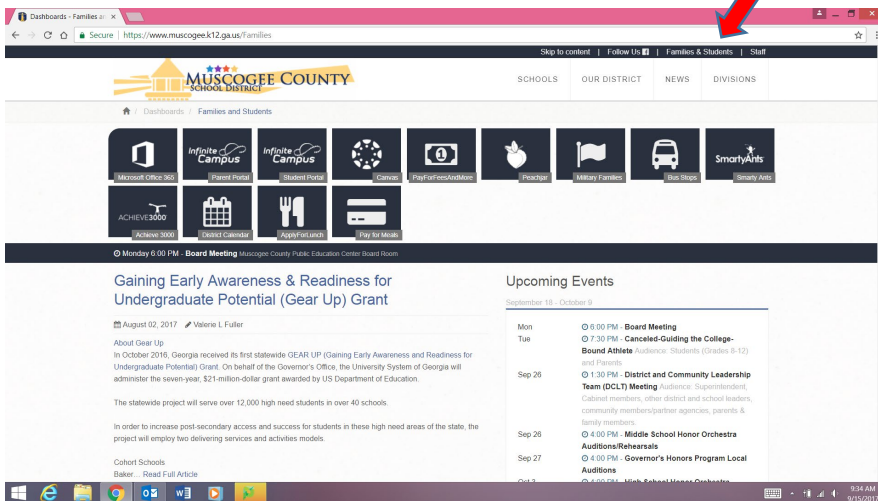 Dashboards - Families an
Secure | https://www.muscogee.k12.ga.us/Families
Skip to content | Follow Us | Families & Students | Staff
MUSCOGEE COUNTY
SCHOOL DISTRICT
SCHOOLS OUR DISTRICT NEWS DIVISIONS
/ Dashboards / Families and Students
Microsoft Office 365
Infinite Campus
Parent Portal
Infinite Campus
Student Portal
Canvas
PayForFeesAndMore
Peachjar
Military Families
Bus Stops
SmartyAnts
Smarty Ants
ACHIEVE3000
Achieve 3000
District Calendar
ApplyForLunch
Pay for Meals
Monday 6:00 PM - Board Meeting Muscogee County Public Education Center Board Room
Gaining Early Awareness & Readiness for
Undergraduate Potential (Gear Up) Grant
August 02, 2017 Valerie L Fuller
About Gear Up
In October 2016, Georgia received its first statewide GEAR UP (Gaining Early Awareness and Readiness for
Undergraduate Potential) Grant. On behalf of the Governor's Office, the University System of Georgia will
administer the seven-year, $21-million-dollar grant awarded by US Department of Education.
The statewide project will serve over 12,000 high need students in over 40 schools.
In order to increase post-secondary access and success for students in these high need areas of the state, the
project will employ two delivering services and activities models.
Cohort Schools
Baker... Read Full Article
Upcoming Events
September 18 - October 9
Mon 6:00 PM - Board Meeting
Tue 7:30 PM - Canceled-Guiding the College-
Bound Athlete Audience: Students (Grades 8-12)
and Parents
Sep 26 1:30 PM - District and Community Leadership
Team (DCLT) Meeting Audience: Superintendent,
Cabinet members, other district and school leaders,
community members/partner agencies, parents &
family members.
Sep 26 4:00 PM - Middle School Honor Orchestra
Auditions/Rehearsals
Sep 27 4:00 PM - Governor's Honors Program Local
Auditions
Oct 3 4:00 PM - High School Honor Orchestra
9:34 AM
9/15/2017